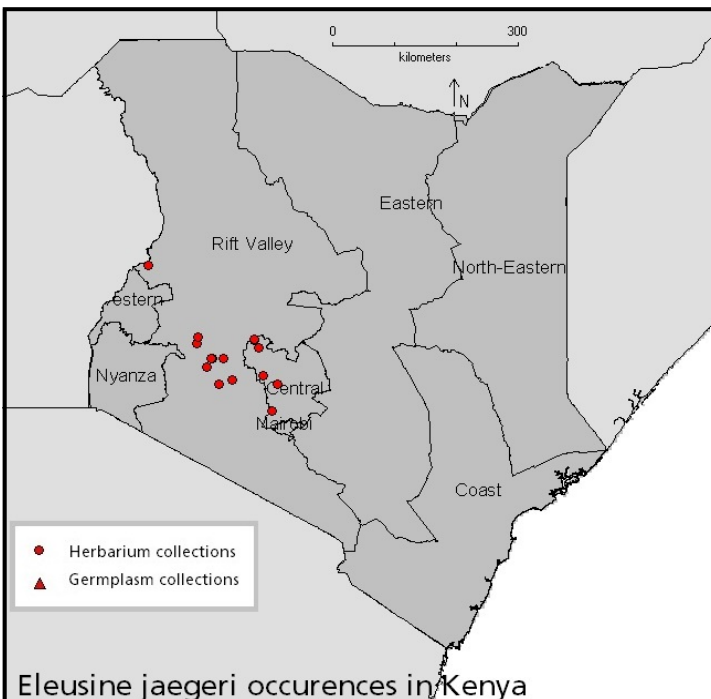 0 300
kilometers
N
Eastern
Rift Valley
North-Eastern
estern
Nyanza
Central
Nairobi
Coast
Herbarium collections
Germplasm collections
Eleusine jaegeri occurences in Kenya